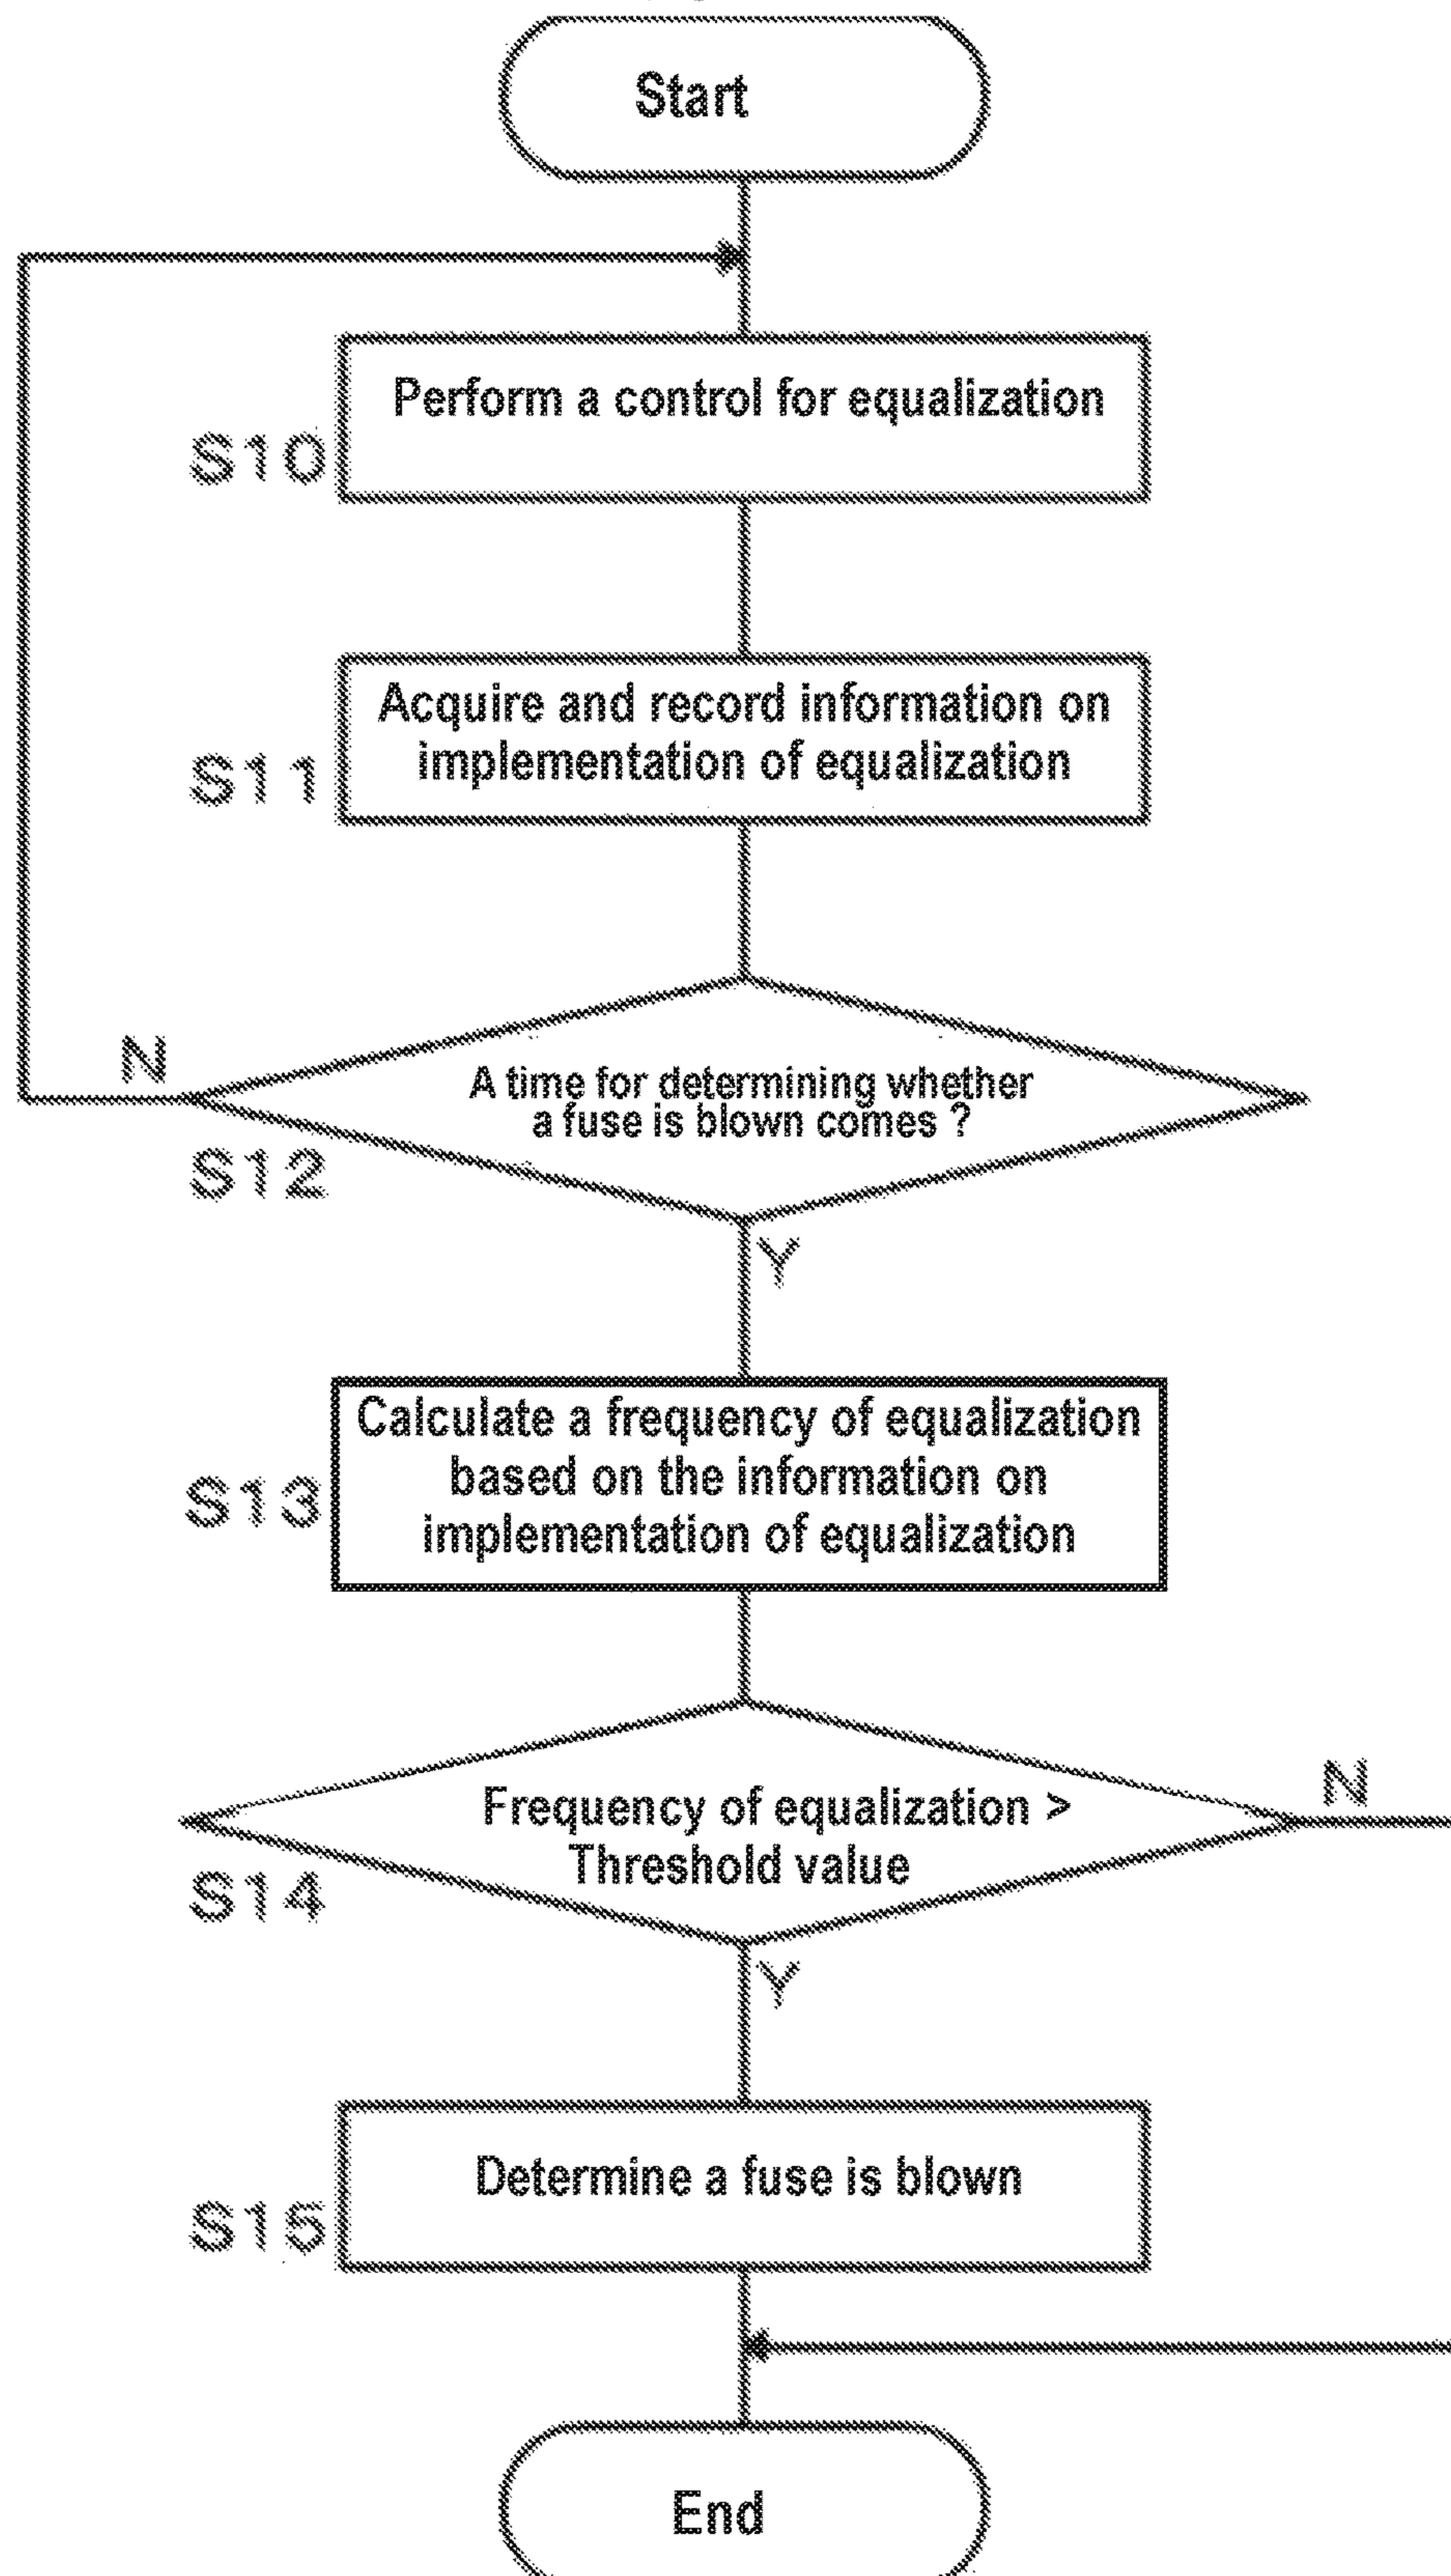 Start
Perform a control for equalization
S10
Acquire and record information on
implementation of equalization
S11
N
A time for determining whether
a fuse is blown comes ?
S12
Y
Calculate a frequency of equalization
based on the information on
implementation of equalization
S13
N
Frequency of equalization >
Threshold value
S14
Y
Determine a fuse is blown
S15
End